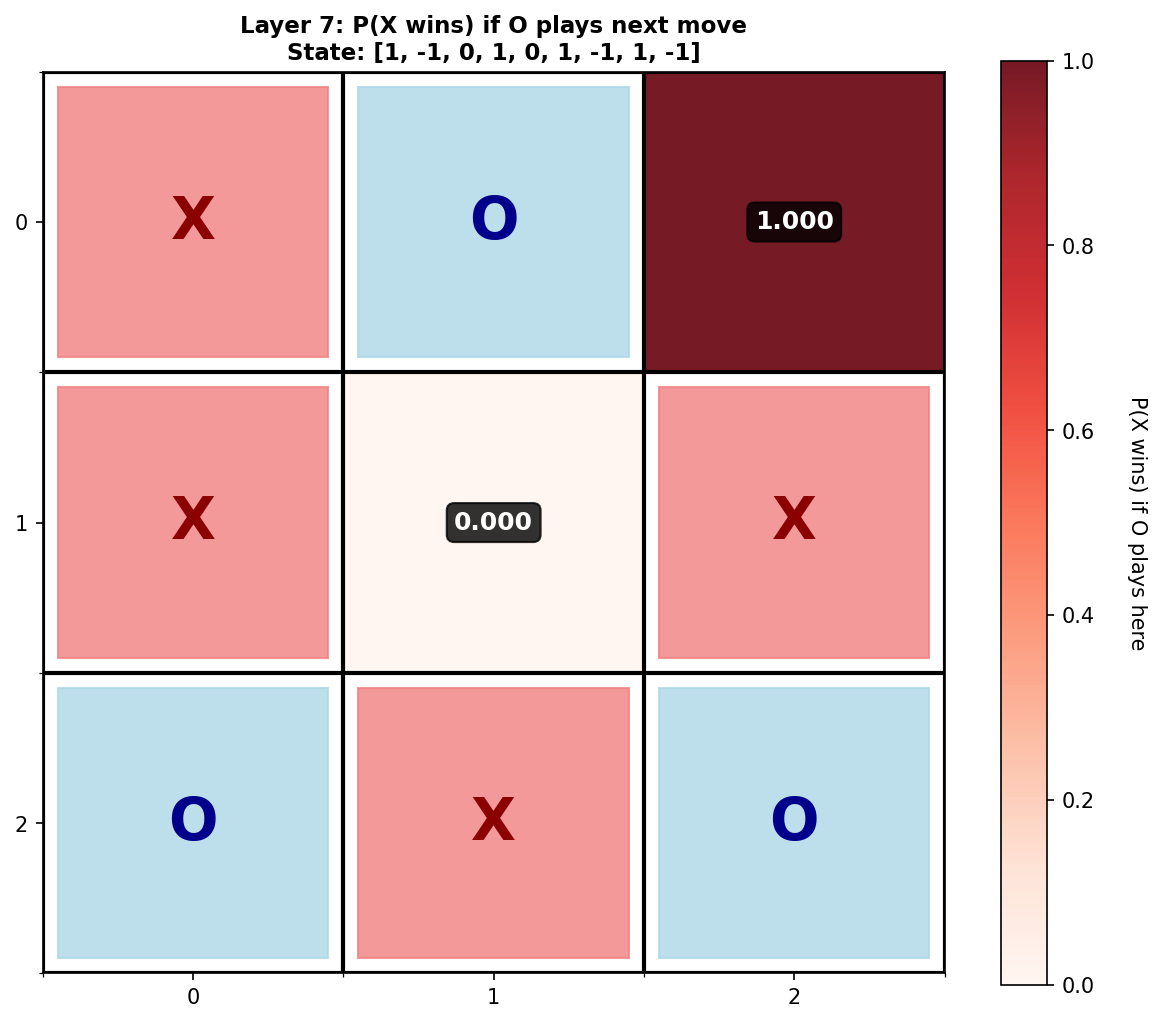 Layer 7: P(X wins) if O plays next move
State: [1, -1, 0, 1, 0, 1, -1, 1, -1]
0
X
O
1.000
1
X
0.000
X
2
O
X
O
0
1
2
1.0
0.8
0.6
0.4
0.2
0.0
P(X wins) if O plays here